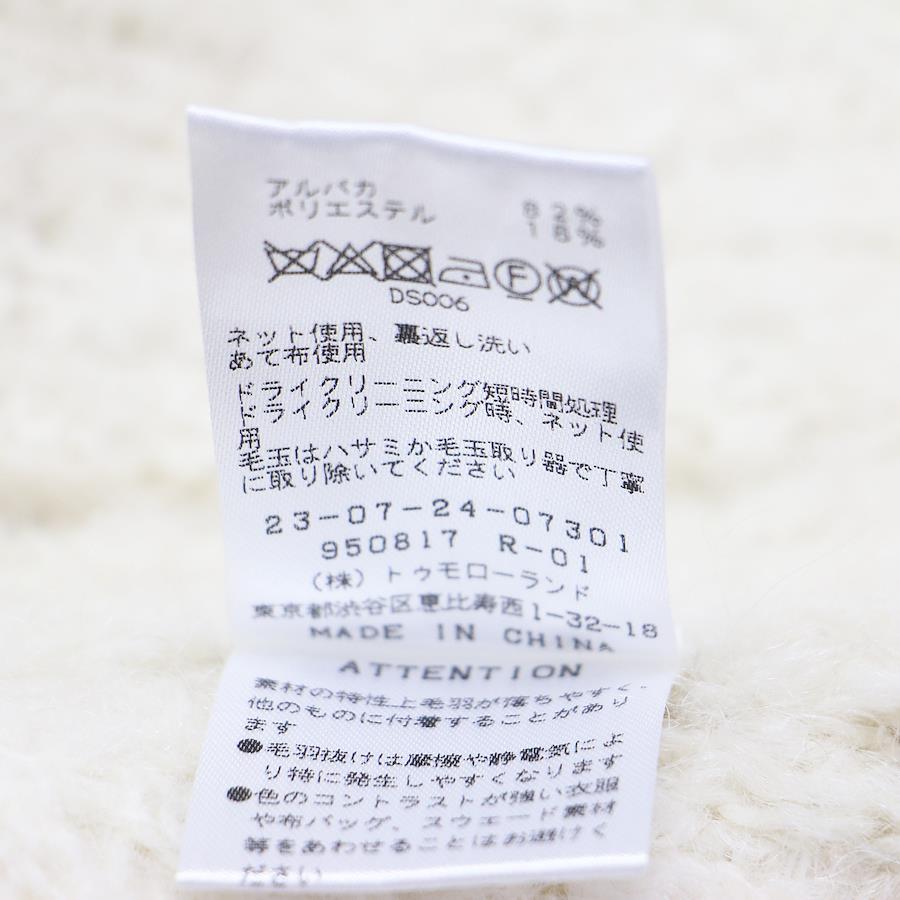 アルパカ 82%
ポリエステル 18%
F W
DS006
ネット使用、裏返し洗い
あて布使用
ドライクリーニング短時間処理
ドライクリーニング時、ネット使
用
毛玉はハサミか毛玉取り器で丁寧
に取り除いてください
23-07-24-07301
950817 R-01
(株)トゥモローランド
東京都渋谷区恵比寿西1-32-18
MADE IN CHINA
ATTENTION
素材の特性上毛羽が落ちやすく、
他のものに付着することがあり
ます
●毛羽抜けは摩擦や静電気によ
り特に発生しやすくなります
●色のコントラストが強い衣服
や布バッグ、スウェード素材
等をあわせることはお避けく
ださい